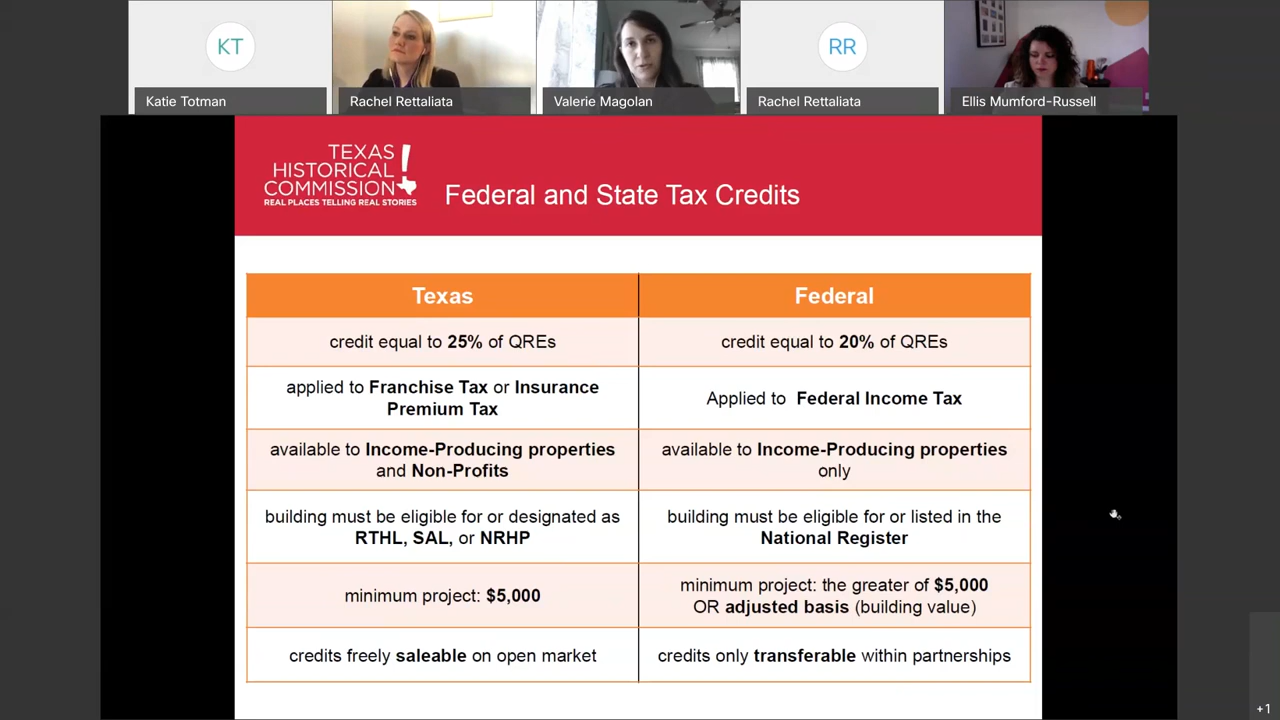 KT
RR
Katie Totman
Rachel Rettaliata
Valerie Magolan
Rachel Rettaliata
Ellis Mumford-Russell
TEXAS
HISTORICAL
COMMISSION
REAL PLACES TELLING REAL STORIES
Federal and State Tax Credits
Texas
Federal
credit equal to 25% of QREs
credit equal to 20% of QREs
applied to Franchise Tax or Insurance
Premium Tax
Applied to Federal Income Tax
available to Income-Producing properties
and Non-Profits
available to Income-Producing properties
only
building must be eligible for or designated as
RTHL, SAL, or NRHP
building must be eligible for or listed in the
National Register
minimum project: $5,000
minimum project: the greater of $5,000
OR adjusted basis (building value)
credits freely saleable on open market
credits only transferable within partnerships
+1